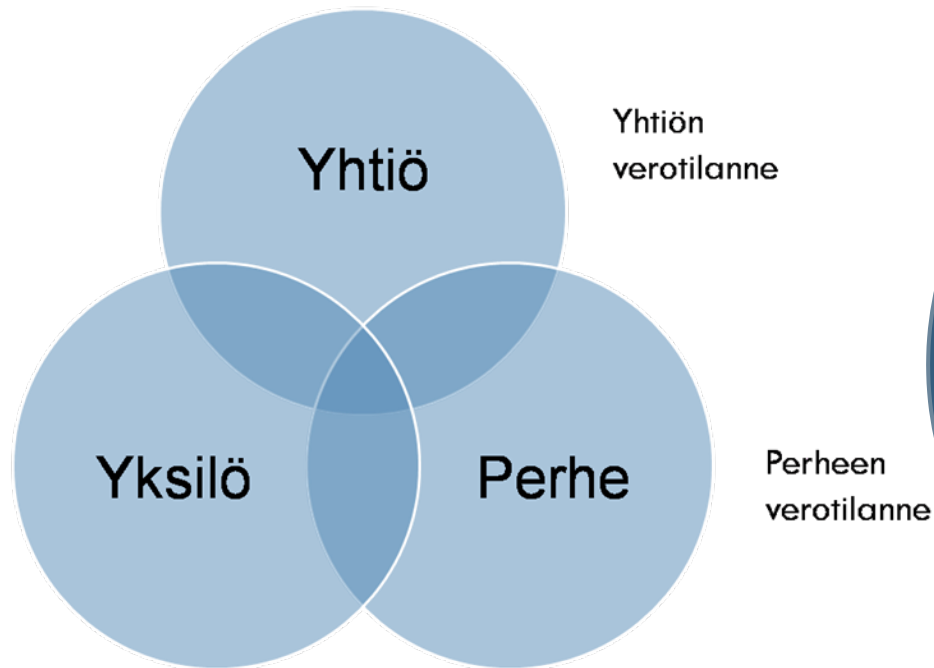 Yhtiö
Yhtiön
verotilanne
Yksilö
Perhe
Perheen
verotilanne